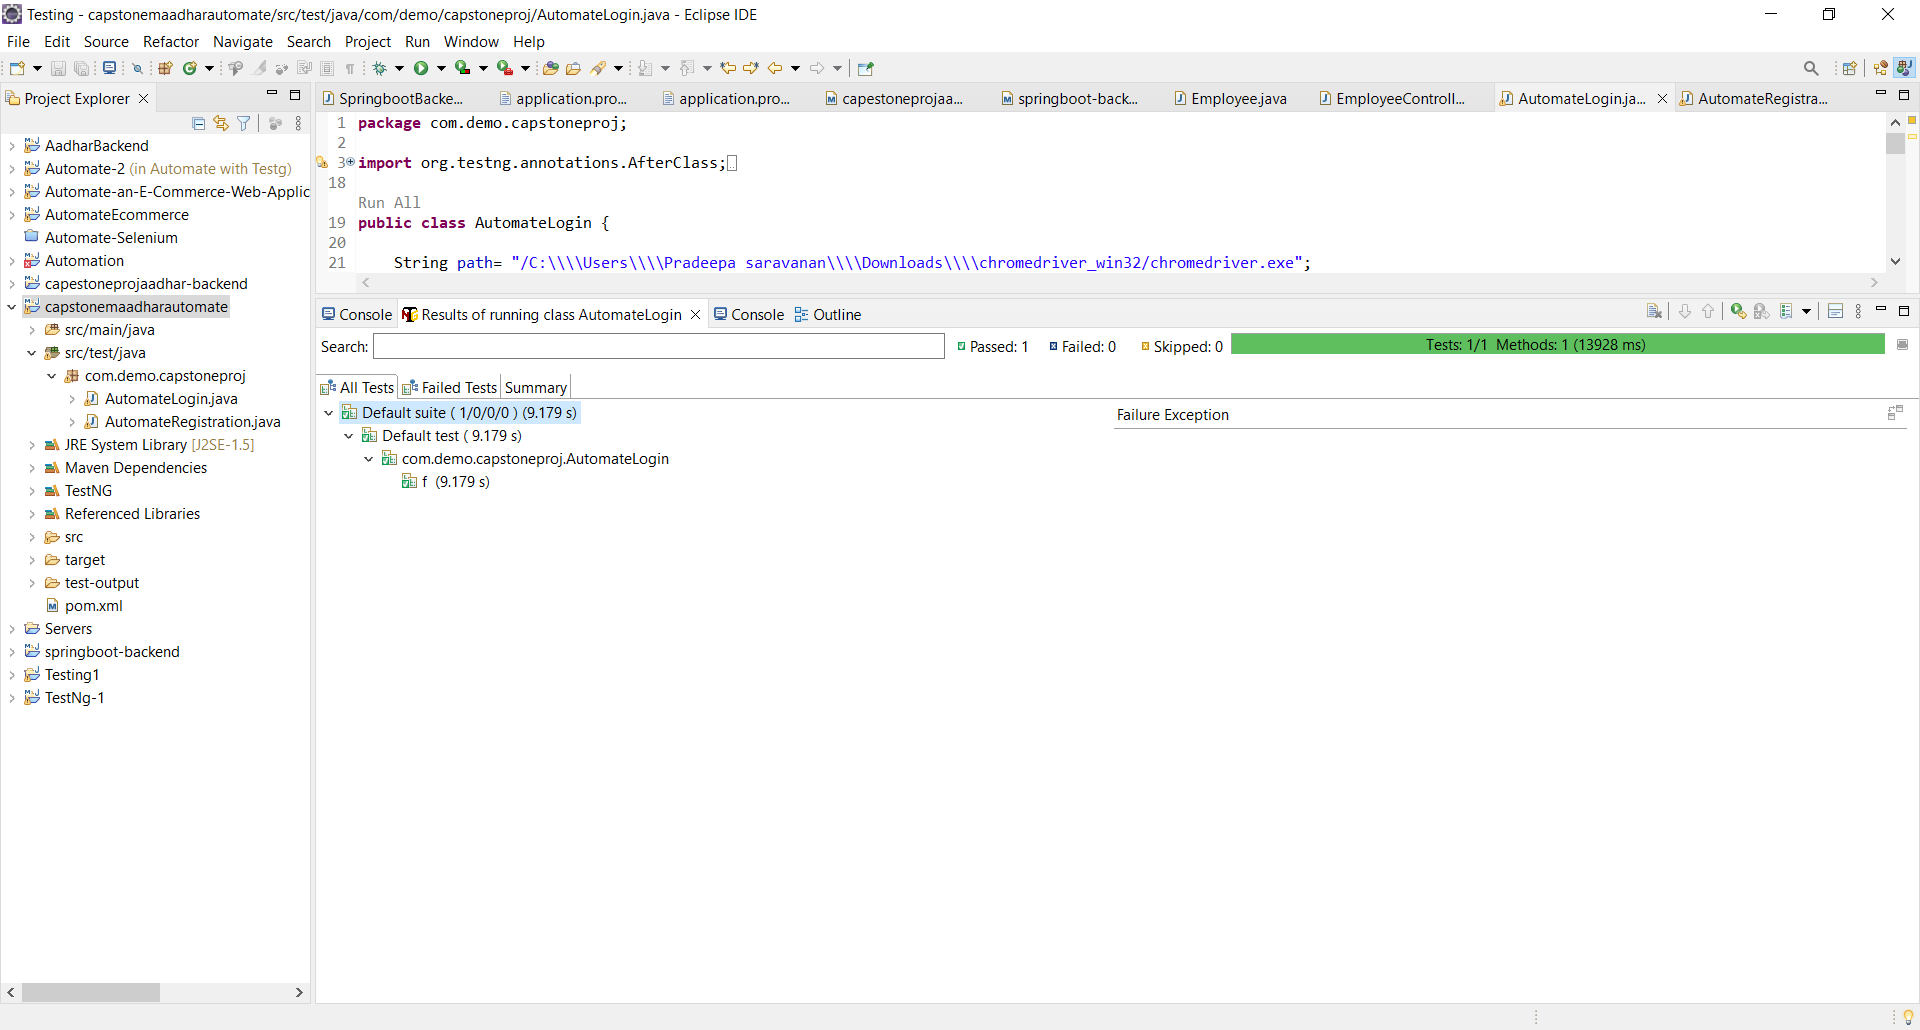 Testing - capstonemaadharautomate/src/test/java/com/demo/capstoneproj/AutomateLogin.java - Eclipse IDE
File Edit Source Refactor Navigate Search Project Run Window Help
Project Explorer
AadharBackend
Automate-2 (in Automate with Testg)
Automate-an-E-Commerce-Web-Applic
AutomateEcommerce
Automate-Selenium
Automation
capestoneprojaadhar-backend
capstonemaadharautomate
src/main/java
src/test/java
com.demo.capstoneproj
AutomateLogin.java
AutomateRegistration.java
JRE System Library [J2SE-1.5]
Maven Dependencies
TestNG
Referenced Libraries
src
target
test-output
pom.xml
Servers
springboot-backend
Testing1
TestNg-1
SpringbootBacke... application.pro... application.pro... capestoneprojaa... springboot-back... Employee.java EmployeeControll... AutomateLogin.ja... AutomateRegistra...
1 package com.demo.capstoneproj;
2
3 import org.testng.annotations.AfterClass;
18
Run All
19 public class AutomateLogin {
20
21 String path= "/C:\\\\Users\\\\Pradeepa saravanan\\\\Downloads\\\\chromedriver_win32/chromedriver.exe";
Console Results of running class AutomateLogin Console Outline
Search: Passed: 1 Failed: 0 Skipped: 0 Tests: 1/1 Methods: 1 (13928 ms)
All Tests Failed Tests Summary
Default suite ( 1/0/0/0 ) (9.179 s)
Default test ( 9.179 s)
com.demo.capstoneproj.AutomateLogin
f (9.179 s)
Failure Exception